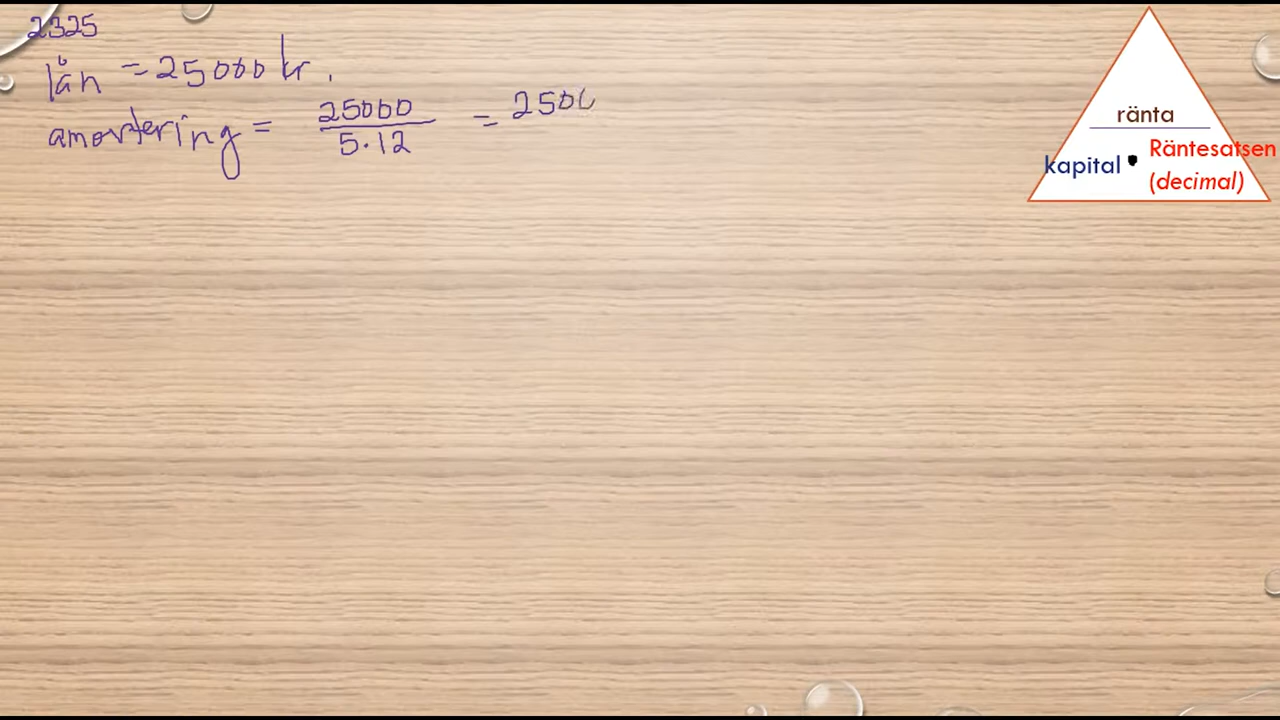 2325
lån = 25000 kr.
amortering = 25000 / 5·12 = 2500
ränta
kapital • Räntesatsen
(decimal)